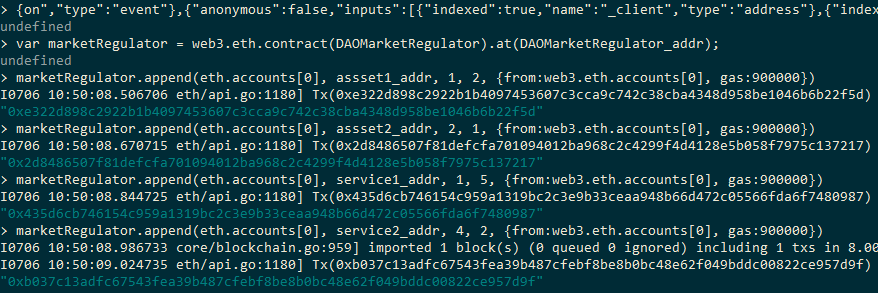 > {on","type":"event"},{"anonymous":false,"inputs":[{"indexed":true,"name":"_client","type":"address"},{"index
undefined
> var marketRegulator = web3.eth.contract(DAOMarketRegulator).at(DAOMarketRegulator_addr);
undefined
> marketRegulator.append(eth.accounts[0], assset1_addr, 1, 2, {from:web3.eth.accounts[0], gas:900000})
I0706 10:50:08.506706 eth/api.go:1180] Tx(0xe322d898c2922b1b4097453607c3cca9c742c38cba4348d958be1046b6b22f5d)
"0xe322d898c2922b1b4097453607c3cca9c742c38cba4348d958be1046b6b22f5d"
> marketRegulator.append(eth.accounts[0], assset2_addr, 2, 1, {from:web3.eth.accounts[0], gas:900000})
I0706 10:50:08.670715 eth/api.go:1180] Tx(0x2d8486507f81defcfa701094012ba968c2c4299f4d4128e5b058f7975c137217)
"0x2d8486507f81defcfa701094012ba968c2c4299f4d4128e5b058f7975c137217"
> marketRegulator.append(eth.accounts[0], service1_addr, 1, 5, {from:web3.eth.accounts[0], gas:900000})
I0706 10:50:08.844725 eth/api.go:1180] Tx(0x435d6cb746154c959a1319bc2c3e9b33ceaa948b66d472c05566fda6f7480987)
"0x435d6cb746154c959a1319bc2c3e9b33ceaa948b66d472c05566fda6f7480987"
> marketRegulator.append(eth.accounts[0], service2_addr, 4, 2, {from:web3.eth.accounts[0], gas:900000})
I0706 10:50:08.986733 core/blockchain.go:959] imported 1 block(s) (0 queued 0 ignored) including 1 txs in 8.00
I0706 10:50:09.024735 eth/api.go:1180] Tx(0xb037c13adfc67543fea39b487cfebf8be8b0bc48e62f049bddc00822ce957d9f)
"0xb037c13adfc67543fea39b487cfebf8be8b0bc48e62f049bddc00822ce957d9f"